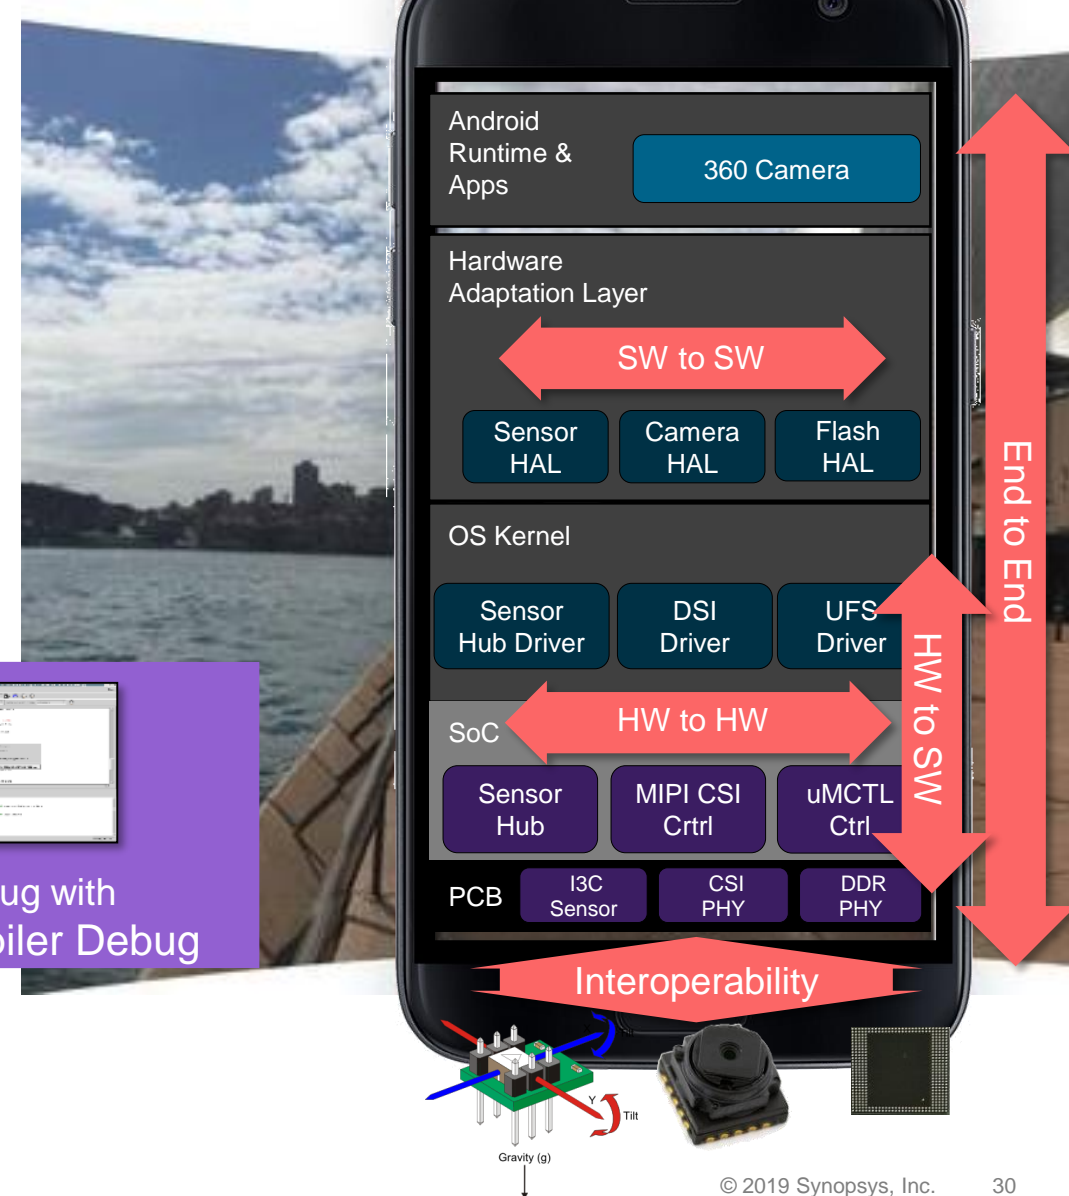 Android
Runtime &
Apps
360 Camera
Hardware
Adaptation Layer
SW to SW
Sensor
HAL
Camera
HAL
Flash
HAL
End to End
OS Kernel
Sensor
Hub Driver
DSI
Driver
UFS
Driver
HW to SW
SoC
HW to HW
Sensor
Hub
MIPI CSI
Crtrl
uMCTL
Ctrl
PCB
I3C
Sensor
CSI
PHY
DDR
PHY
ug with
iler Debug
Interoperability
Y
Tilt
Gravity (g)
© 2019 Synopsys, Inc.
30